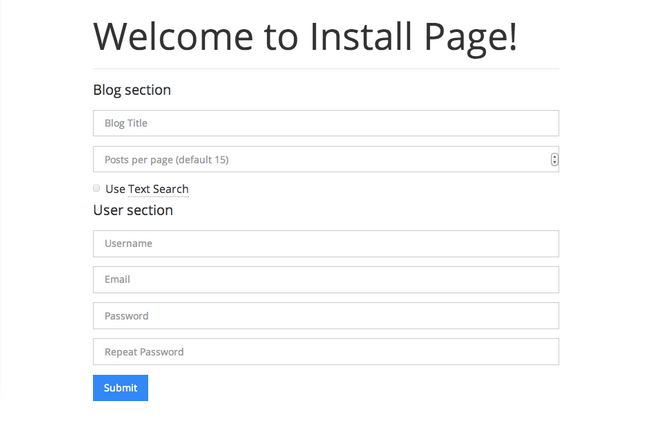 Welcome to Install Page!
Blog section
Blog Title
Posts per page (default 15)
Use Text Search
User section
Username
Email
Password
Repeat Password
Submit